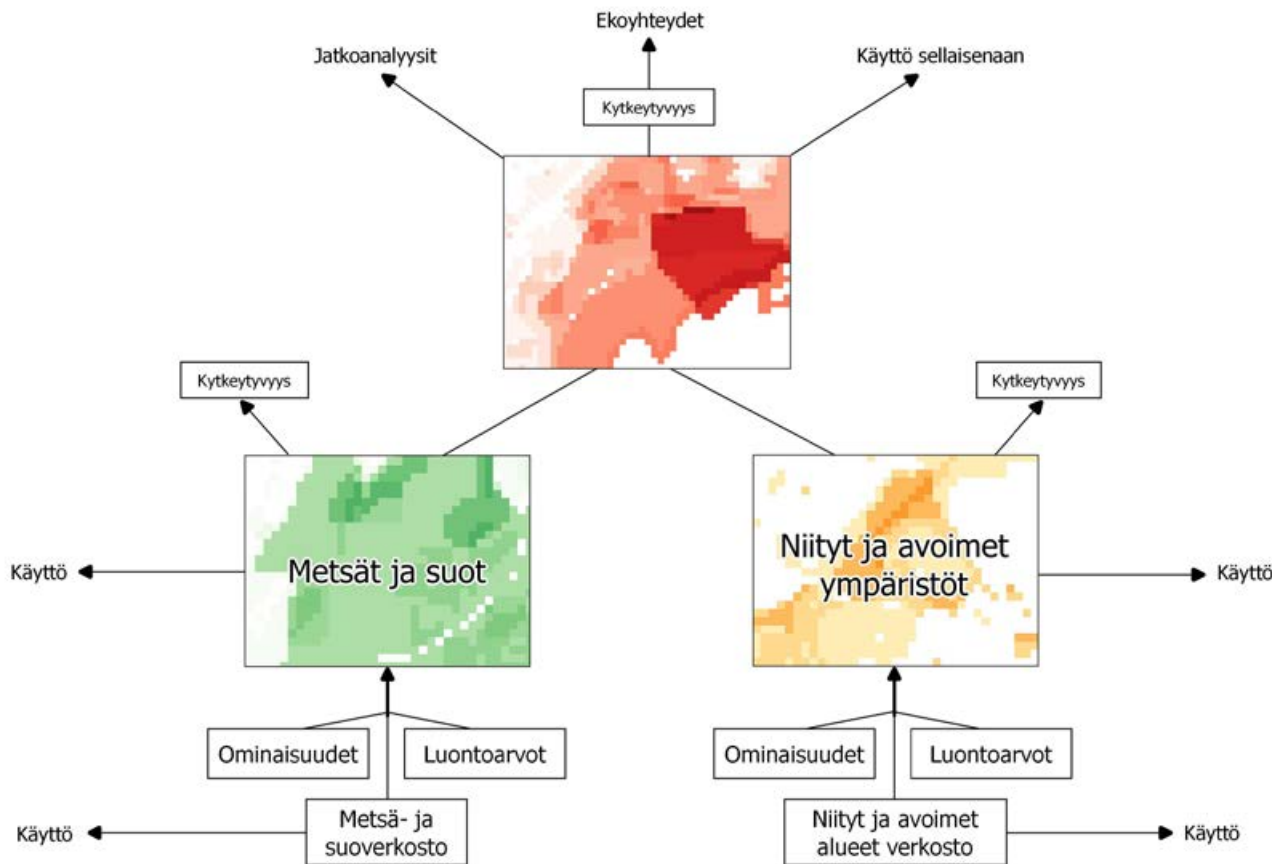 Ekoyhteydet
Jatkoanalyysit
Käyttö sellaisenaan
Kytkeytyvyys
Kytkeytyvyys
Kytkeytyvyys
Käyttö
Metsät ja suot
Niityt ja avoimet
ympäristöt
Käyttö
Ominaisuudet
Luontoarvot
Ominaisuudet
Luontoarvot
Käyttö
Metsä- ja
suoverkosto
Niityt ja avoimet
alueet verkosto
Käyttö